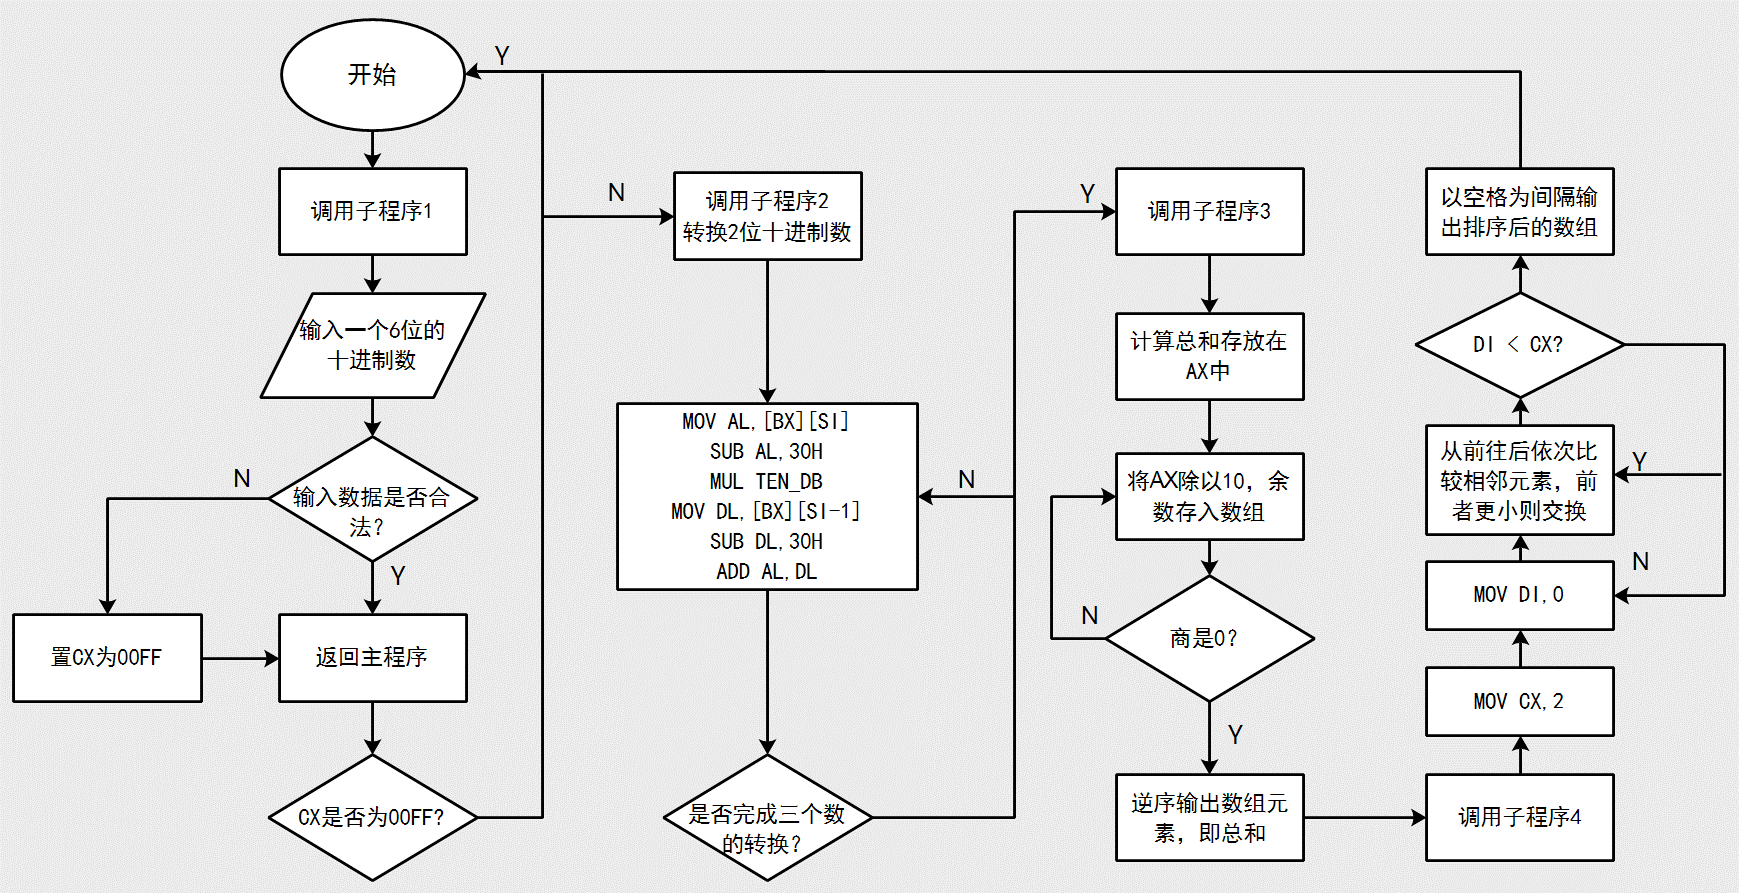 开始
Y
调用子程序1
输入一个6位的
十进制数
输入数据是否合
法?
N
Y
置CX为00FF
返回主程序
CX是否为00FF?
N
调用子程序2
转换2位十进制数
MOV AL,[BX][SI]
SUB AL,30H
MUL TEN_DB
MOV DL,[BX][SI-1]
SUB DL,30H
ADD AL,DL
是否完成三个数
的转换?
N
Y
调用子程序3
计算总和存放在
AX中
将AX除以10，余
数存入数组
N
商是0?
Y
逆序输出数组元
素，即总和
调用子程序4
MOV CX,2
MOV DI,0
N
从前往后依次比
较相邻元素，前
者更小则交换
Y
DI < CX?
以空格为间隔输
出排序后的数组